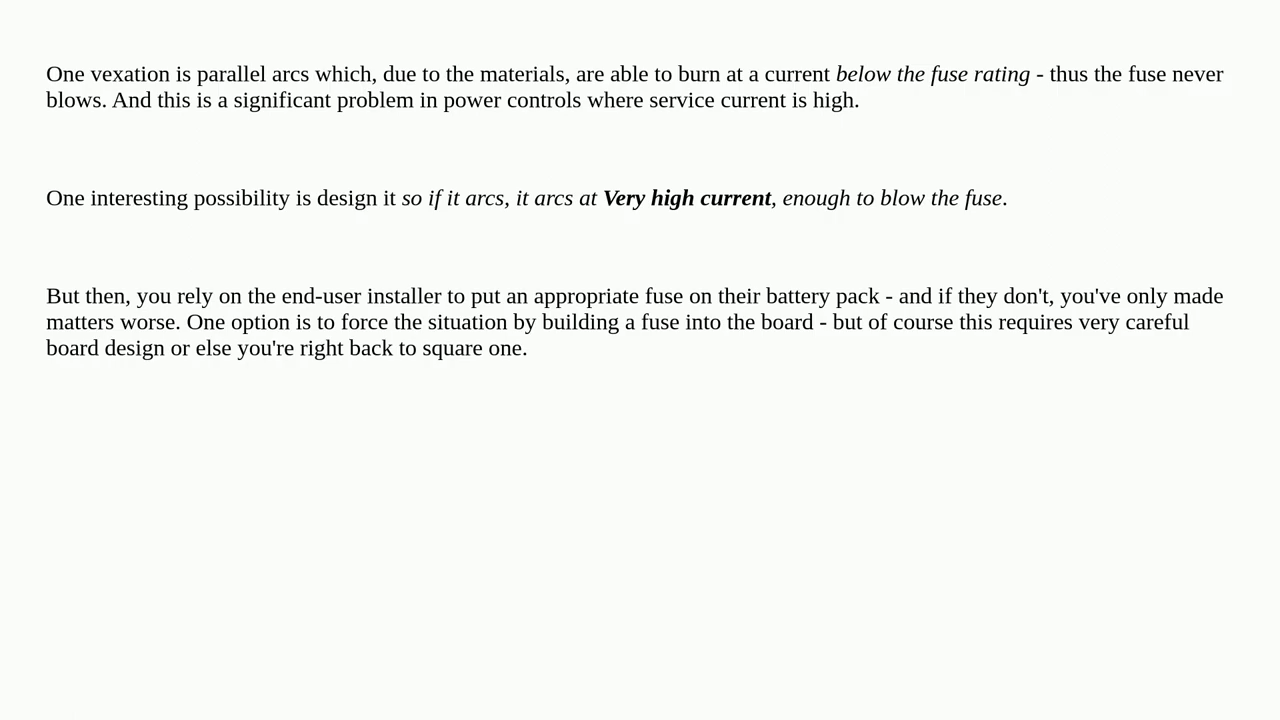 One vexation is parallel arcs which, due to the materials, are able to burn at a current below the fuse rating - thus the fuse never
blows. And this is a significant problem in power controls where service current is high.
One interesting possibility is design it so if it arcs, it arcs at Very high current, enough to blow the fuse.
But then, you rely on the end-user installer to put an appropriate fuse on their battery pack - and if they don't, you've only made
matters worse. One option is to force the situation by building a fuse into the board - but of course this requires very careful
board design or else you're right back to square one.